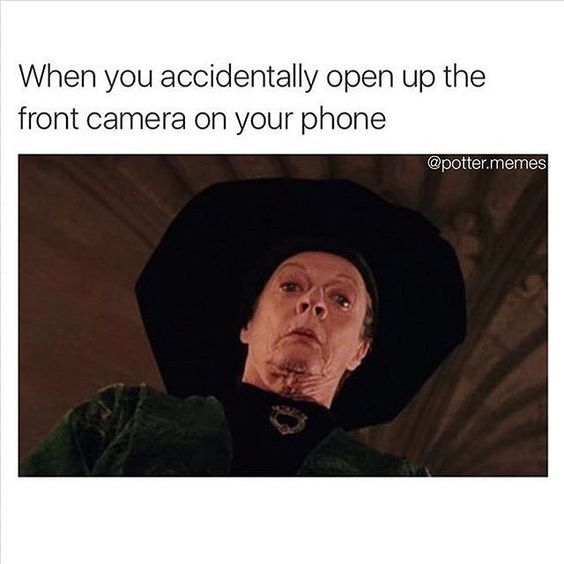 When you accidentally open up the
front camera on your phone
@potter.memes